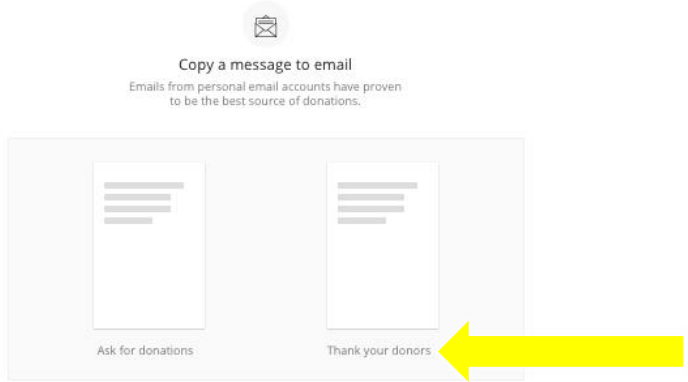 Copy a message to email
Emails from personal email accounts have proven
to be the best source of donations.
Ask for donations
Thank your donors